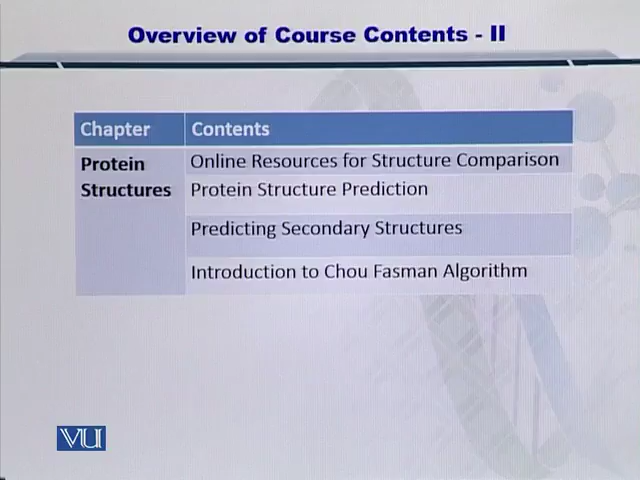 Overview of Course Contents - II
Chapter
Contents
Protein
Structures
Online Resources for Structure Comparison
Protein Structure Prediction
Predicting Secondary Structures
Introduction to Chou Fasman Algorithm
VU